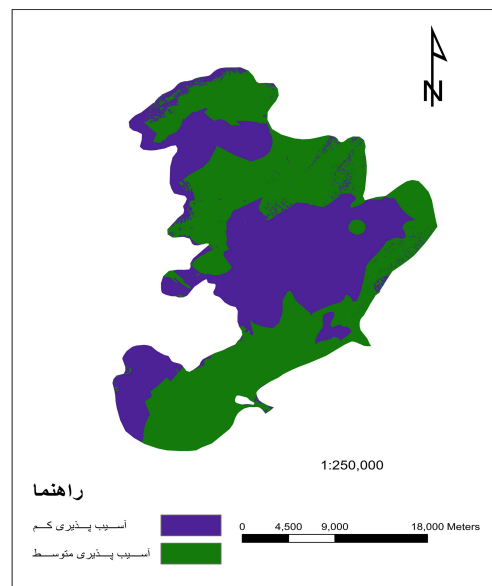 N
1:250,000
راهنما
آسیب پذیری کم
آسیب پذیری متوسط
0 4,500 9,000 18,000 Meters